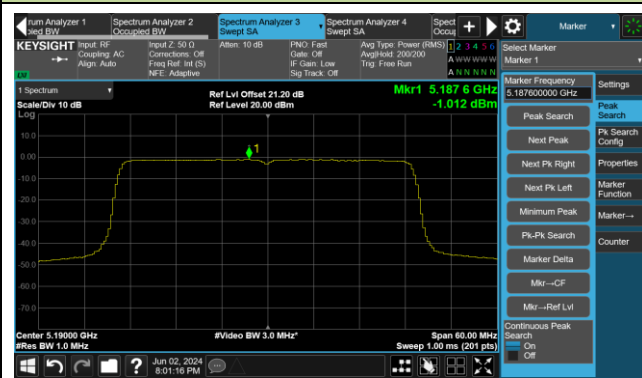 rum Analyzer 1
pied BW
Spectrum Analyzer 2
Occupied BW
Spectrum Analyzer 3
Swept SA
Spectrum Analyzer 4
Swept SA
Spect
Occu
Marker
KEYSIGHT
Input: RF
Coupling: AC
Align: Auto
Input Z: 50 Ω
Corrections: Off
Freq Ref: Int (S)
NFE: Adaptive
Atten: 10 dB
PNO: Fast
Gate: Off
IF Gain: Low
Sig Track: Off
Avg Type: Power (RMS)
Avg|Hold: 200/200
Trig: Free Run
1 2 3 4 5 6
A W W W W W
A N N N N N
LXI
Select Marker
Marker 1
1 Spectrum
Scale/Div 10 dB
Log
Ref Lvl Offset 21.20 dB
Ref Level 20.00 dBm
Mkr1 5.187 6 GHz
-1.012 dBm
10.0
0.00
-10.0
-20.0
-30.0
-40.0
-50.0
-60.0
-70.0
1
Center 5.19000 GHz
#Res BW 1.0 MHz
#Video BW 3.0 MHz*
Span 60.00 MHz
Sweep 1.00 ms (201 pts)
Marker Frequency
5.187600000 GHz
Peak Search
Next Peak
Next Pk Right
Next Pk Left
Minimum Peak
Pk-Pk Search
Marker Delta
Mkr→CF
Mkr→Ref Lvl
Continuous Peak
Search
On
Off
Settings
Peak
Search
Pk Search
Config
Properties
Marker
Function
Marker→
Counter
Jun 02, 2024
8:01:16 PM